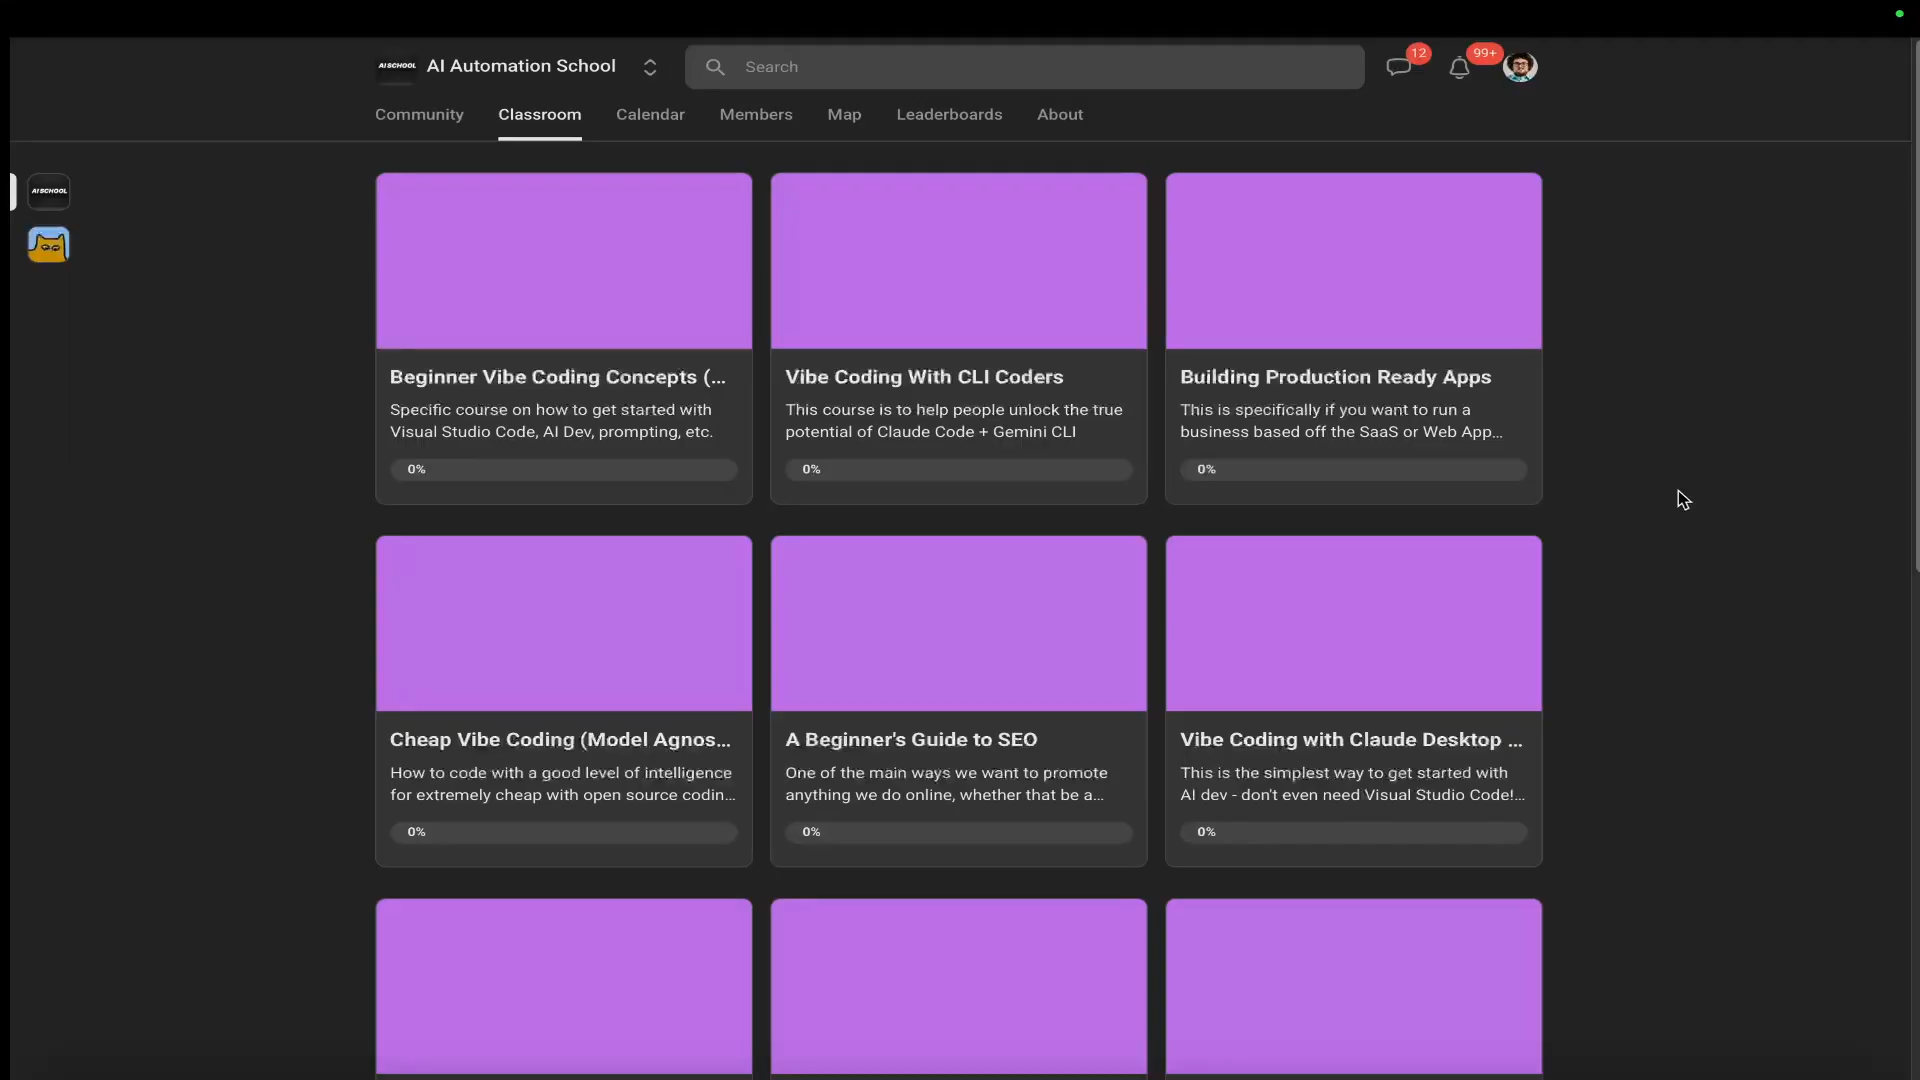 AI SCHOOL
AI Automation School
Search
12
99+
Community
Classroom
Calendar
Members
Map
Leaderboards
About
AI SCHOOL
Beginner Vibe Coding Concepts (...
Specific course on how to get started with
Visual Studio Code, AI Dev, prompting, etc.
0%
Vibe Coding With CLI Coders
This course is to help people unlock the true
potential of Claude Code + Gemini CLI
0%
Building Production Ready Apps
This is specifically if you want to run a
business based off the SaaS or Web App...
0%
Cheap Vibe Coding (Model Agnos...
How to code with a good level of intelligence
for extremely cheap with open source codin...
0%
A Beginner's Guide to SEO
One of the main ways we want to promote
anything we do online, whether that be a...
0%
Vibe Coding with Claude Desktop ...
This is the simplest way to get started with
AI dev - don't even need Visual Studio Code!...
0%